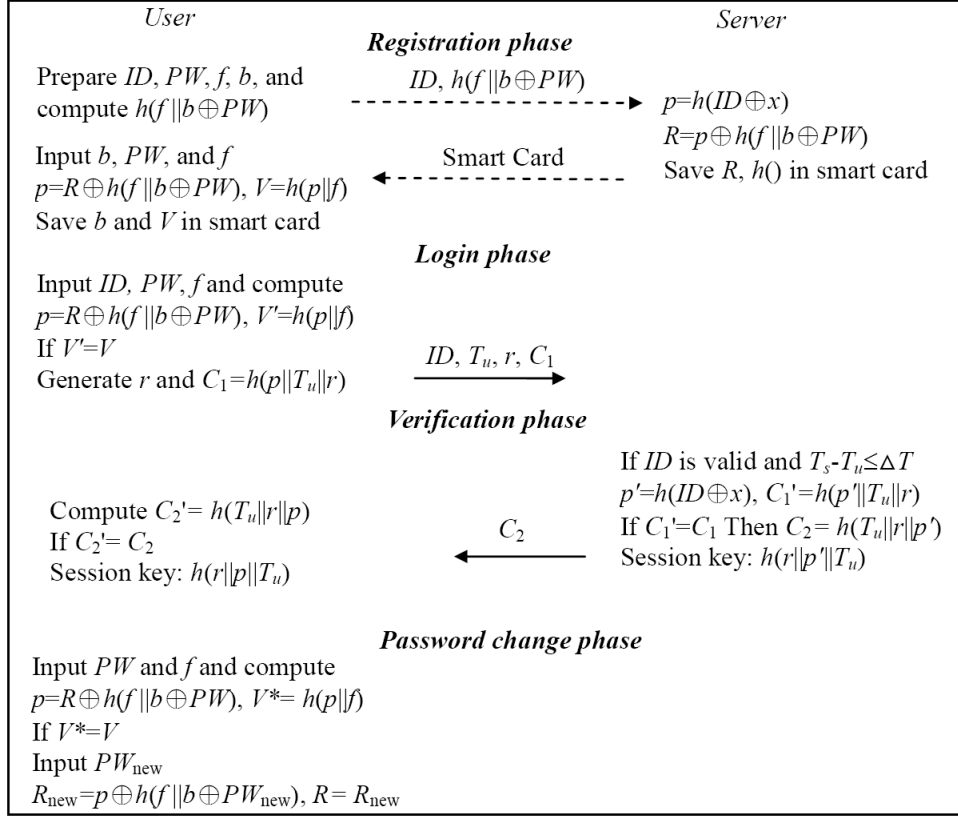 User
Server
Registration phase
Prepare ID, PW, f, b, and
compute h(f||b⊕PW)
ID, h(f||b⊕PW)
p=h(ID⊕x)
R=p⊕h(f||b⊕PW)
Save R, h() in smart card
Smart Card
Input b, PW, and f
p=R⊕h(f||b⊕PW), V=h(p||f)
Save b and V in smart card
Login phase
Input ID, PW, f and compute
p=R⊕h(f||b⊕PW), V'=h(p||f)
If V'=V
Generate r and C₁=h(p||Tᵤ||r)
ID, Tᵤ, r, C₁
Verification phase
If ID is valid and Tₛ-Tᵤ≤△T
p'=h(ID⊕x), C₁'=h(p'||Tᵤ||r)
If C₁'=C₁ Then C₂= h(Tᵤ||r||p')
Session key: h(r||p'||Tᵤ)
C₂
Compute C₂'= h(Tᵤ||r||p)
If C₂'= C₂
Session key: h(r||p||Tᵤ)
Password change phase
Input PW and f and compute
p=R⊕h(f||b⊕PW), V*= h(p||f)
If V*=V
Input PWnew
Rnew=p⊕h(f||b⊕PWnew), R= Rnew